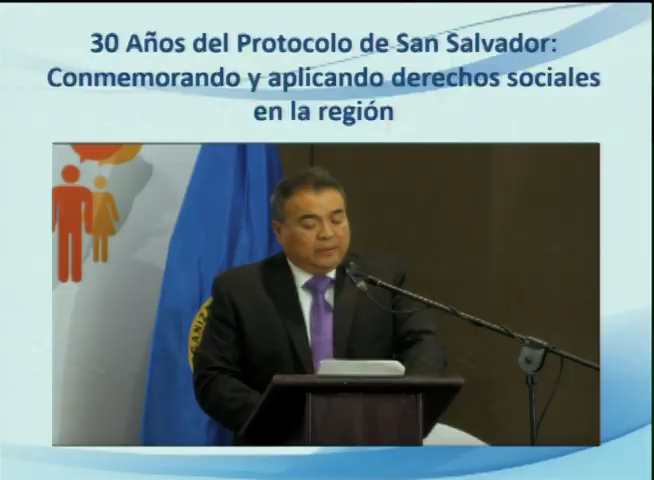 30 Años del Protocolo de San Salvador:
Conmemorando y aplicando derechos sociales
en la región